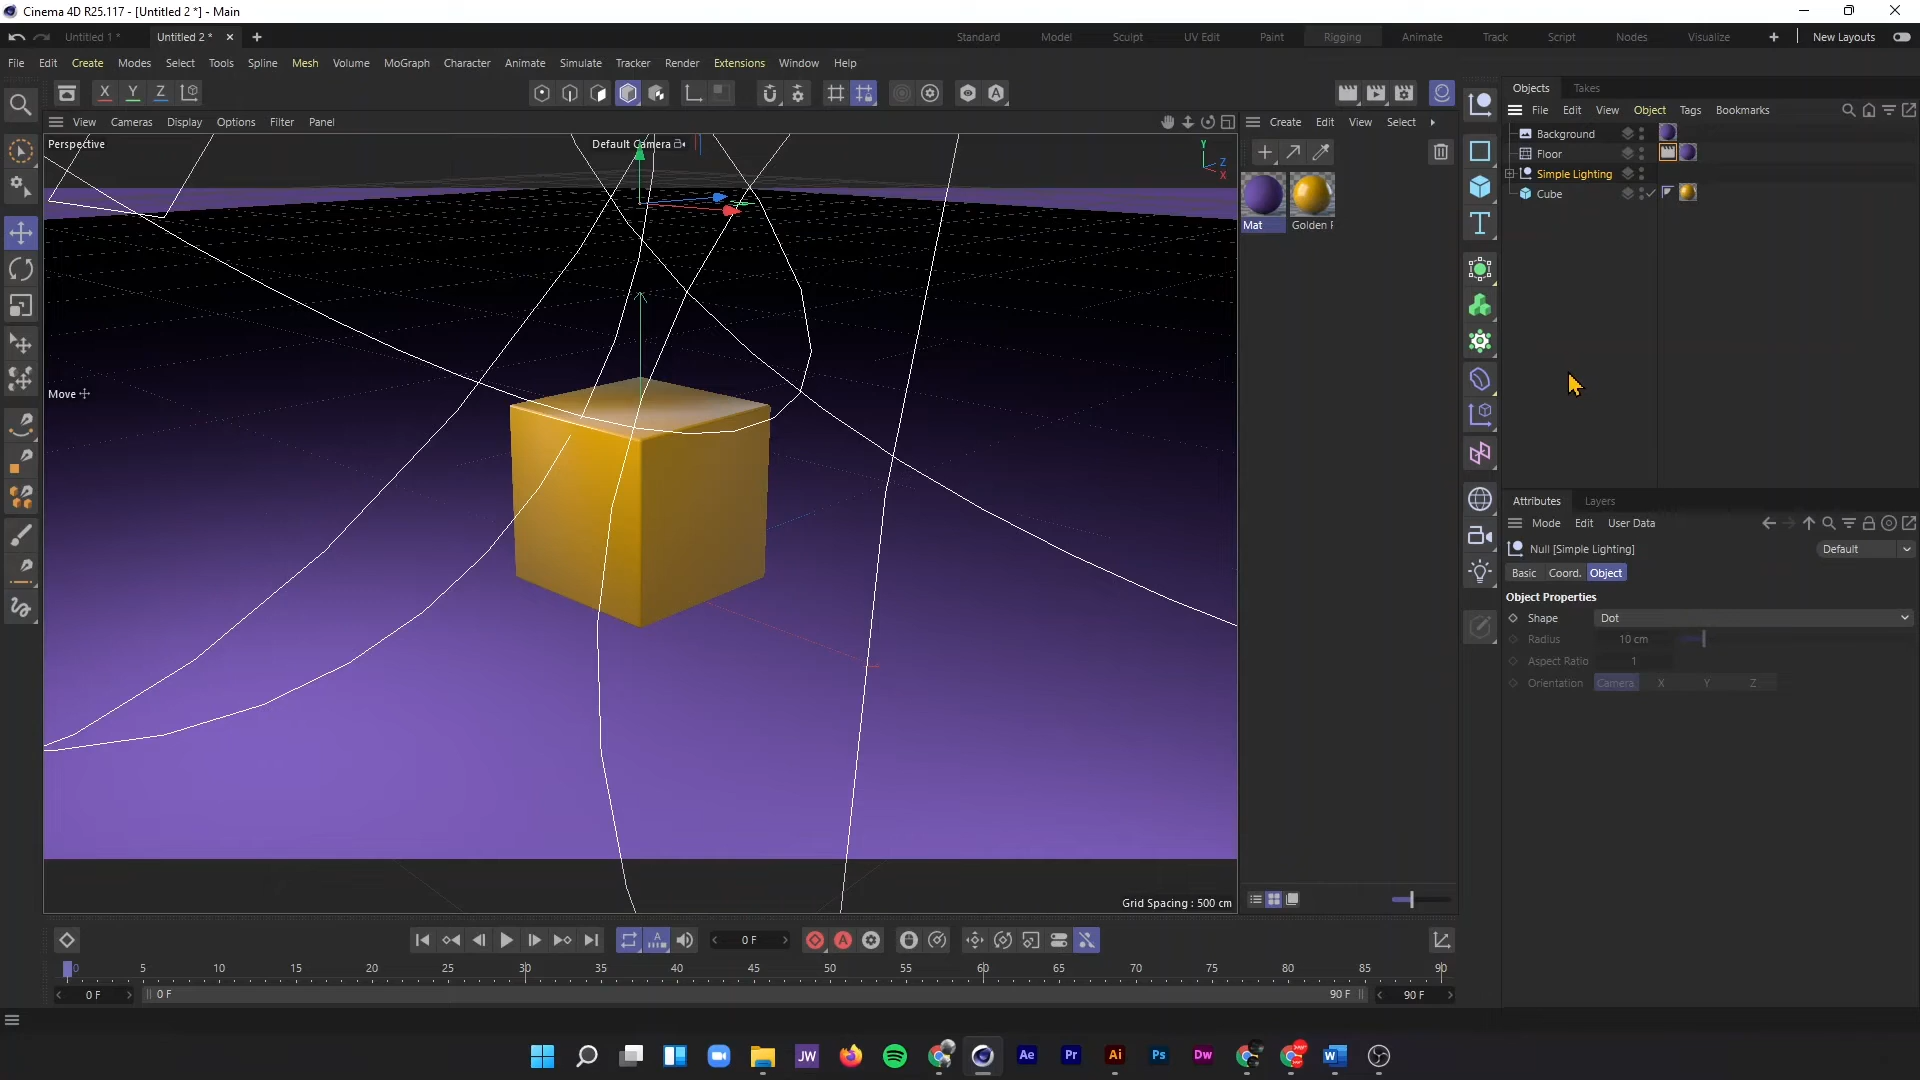 Cinema 4D R25.117 - [Untitled 2 *] - Main
Untitled 1 *
Untitled 2 *
Standard Model Sculpt UV Edit Paint Rigging Animate Track Script Nodes Visualize
New Layouts
File Edit Create Modes Select Tools Spline Mesh Volume MoGraph Character Animate Simulate Tracker Render Extensions Window Help
X Y Z
Objects Takes
File Edit View Object Tags Bookmarks
View Cameras Display Options Filter Panel
Create Edit View Select
Perspective
Default Camera
Y
Z
X
Background
Floor
Simple Lighting
Cube
Mat
Golden
Move
Attributes Layers
Mode Edit User Data
Null [Simple Lighting]
Default
Basic Coord. Object
Object Properties
Shape Dot
Radius 10 cm
Aspect Ratio 1
Orientation Camera X Y Z
Grid Spacing : 500 cm
0 F
0 5 10 15 20 25 30 35 40 45 50 55 60 65 70 75 80 85 90
0 F
0 F
90 F
90 F
JW
Ae
Pr
Ai
Ps
Dw
W